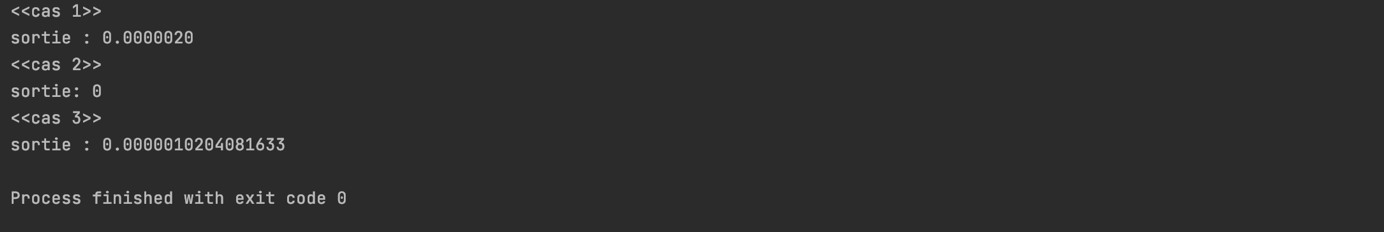 <<cas 1>>
sortie : 0.0000020
<<cas 2>>
sortie: 0
<<cas 3>>
sortie : 0.0000010204081633
Process finished with exit code 0